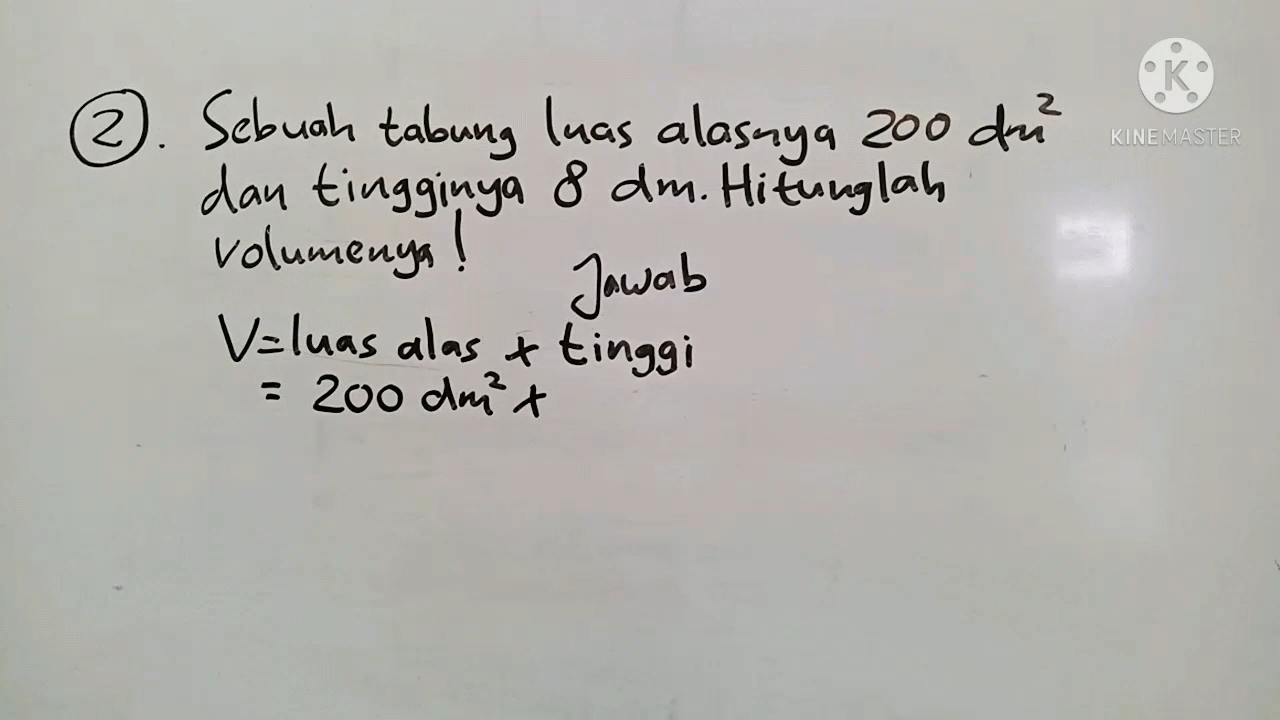 ②. Sebuah tabung luas alasnya 200 dm²
dan tingginya 8 dm. Hitunglah
volumenya!
Jawab
V = luas alas x tinggi
= 200 dm² x
K
KINEMASTER